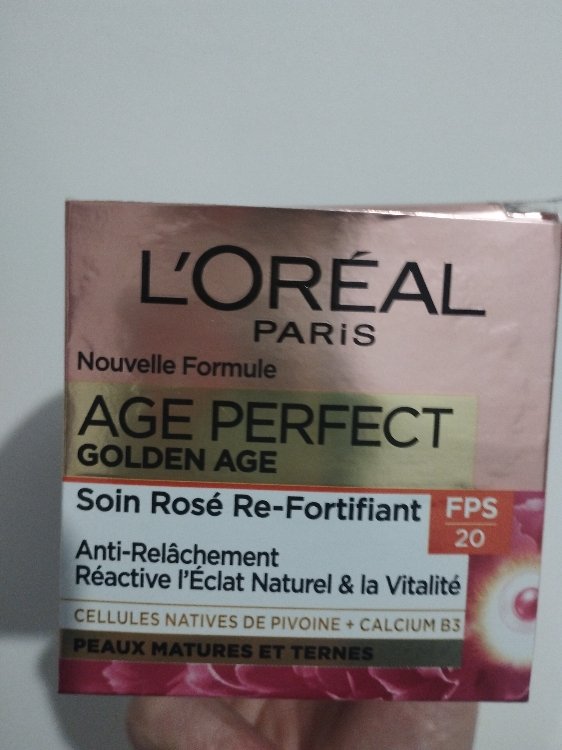 L'ORÉAL
PARiS
Nouvelle Formule
AGE PERFECT
GOLDEN AGE
Soin Rosé Re-Fortifiant
FPS
20
Anti-Relâchement
Réactive l'Éclat Naturel & la Vitalité
CELLULES NATIVES DE PIVOINE + CALCIUM B3
PEAUX MATURES ET TERNES